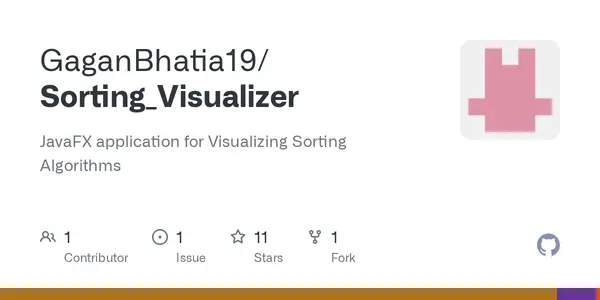 GaganBhatia19/
Sorting_Visualizer
JavaFX application for Visualizing Sorting
Algorithms
1 1 11 1
Contributor Issue Stars Fork